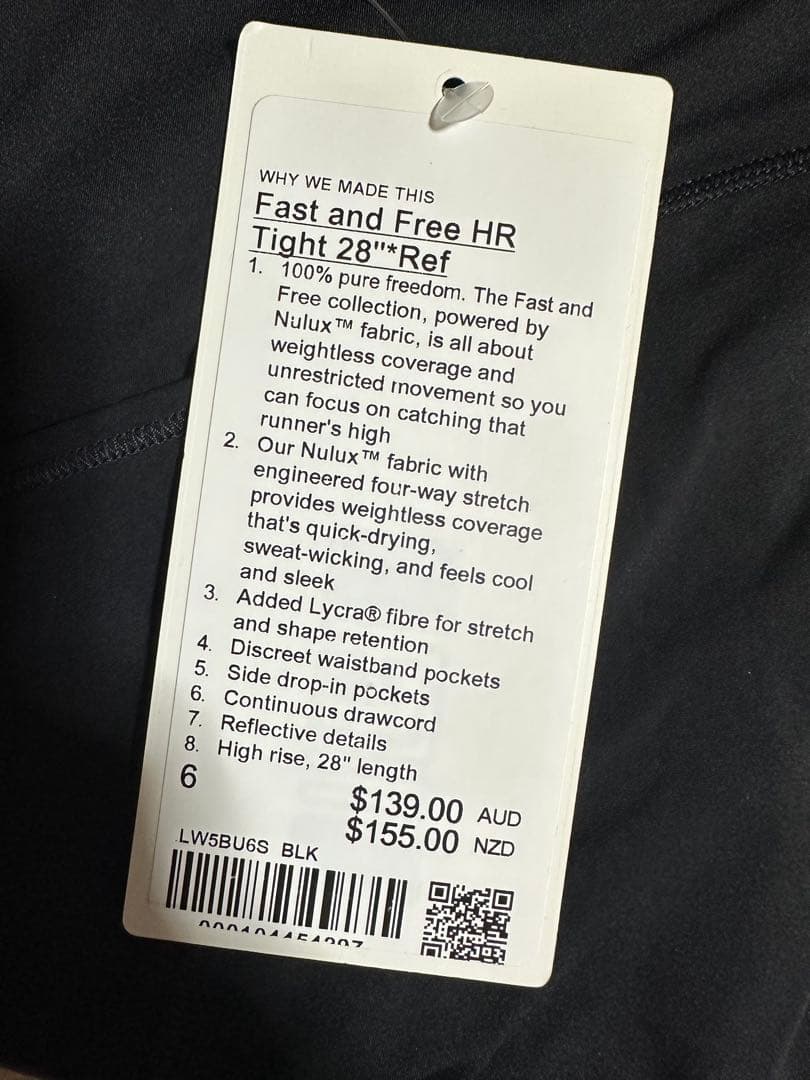 WHY WE MADE THIS
Fast and Free HR
Tight 28"*Ref
1. 100% pure freedom. The Fast and
Free collection, powered by
Nulux™ fabric, is all about
weightless coverage and
unrestricted movement so you
can focus on catching that
runner's high
2. Our Nulux™ fabric with
engineered four-way stretch
provides weightless coverage
that's quick-drying,
sweat-wicking, and feels cool
and sleek
3. Added Lycra® fibre for stretch
and shape retention
4. Discreet waistband pockets
5. Side drop-in pockets
6. Continuous drawcord
7. Reflective details
8. High rise, 28" length
6
$139.00 AUD
$155.00 NZD
LW5BU6S BLK